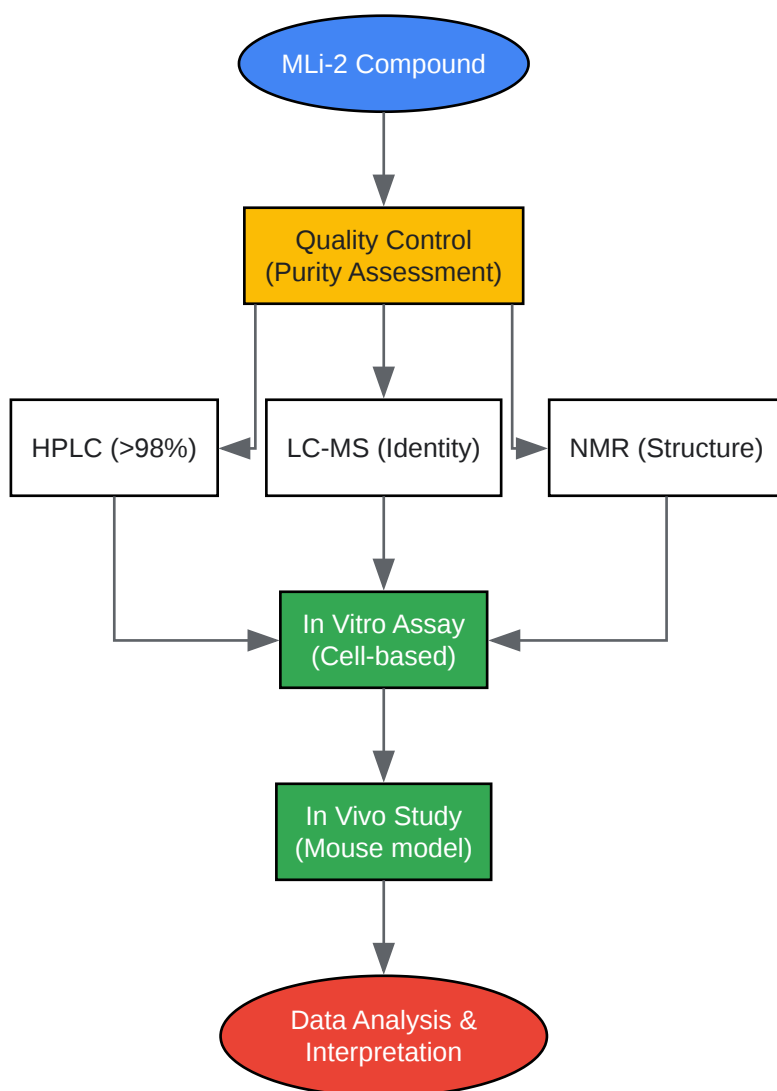 MLi-2 Compound
Quality Control
(Purity Assessment)
HPLC (>98%)
LC-MS (Identity)
NMR (Structure)
In Vitro Assay
(Cell-based)
In Vivo Study
(Mouse model)
Data Analysis &
Interpretation